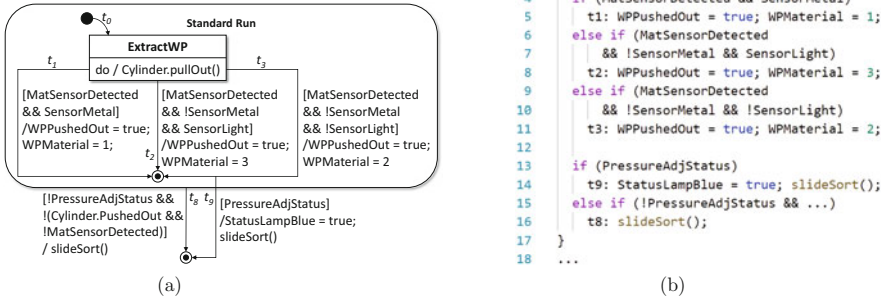 t0
Standard Run
ExtractWP
do / Cylinder.pullOut()
t1
t3
[MatSensorDetected
&& SensorMetal]
/WPPushedOut = true;
WPMaterial = 1;
[MatSensorDetected
&& !SensorMetal
&& SensorLight]
/WPPushedOut = true;
WPMaterial = 3
t2
[MatSensorDetected
&& !SensorMetal
&& !SensorLight]
/WPPushedOut = true;
WPMaterial = 2
[!PressureAdjStatus &&
!(Cylinder.PushedOut &&
!MatSensorDetected)]
/ slideSort()
t8
t9
[PressureAdjStatus]
/StatusLampBlue = true;
slideSort()
(a)
5 t1: WPPushedOut = true; WPMaterial = 1;
6 else if (MatSensorDetected
7 && !SensorMetal && SensorLight)
8 t2: WPPushedOut = true; WPMaterial = 3;
9 else if (MatSensorDetected
10 && !SensorMetal && !SensorLight)
11 t3: WPPushedOut = true; WPMaterial = 2;
12
13 if (PressureAdjStatus)
14 t9: StatusLampBlue = true; slideSort();
15 else if (!PressureAdjStatus && ...)
16 t8: slideSort();
17 }
18 ...
(b)